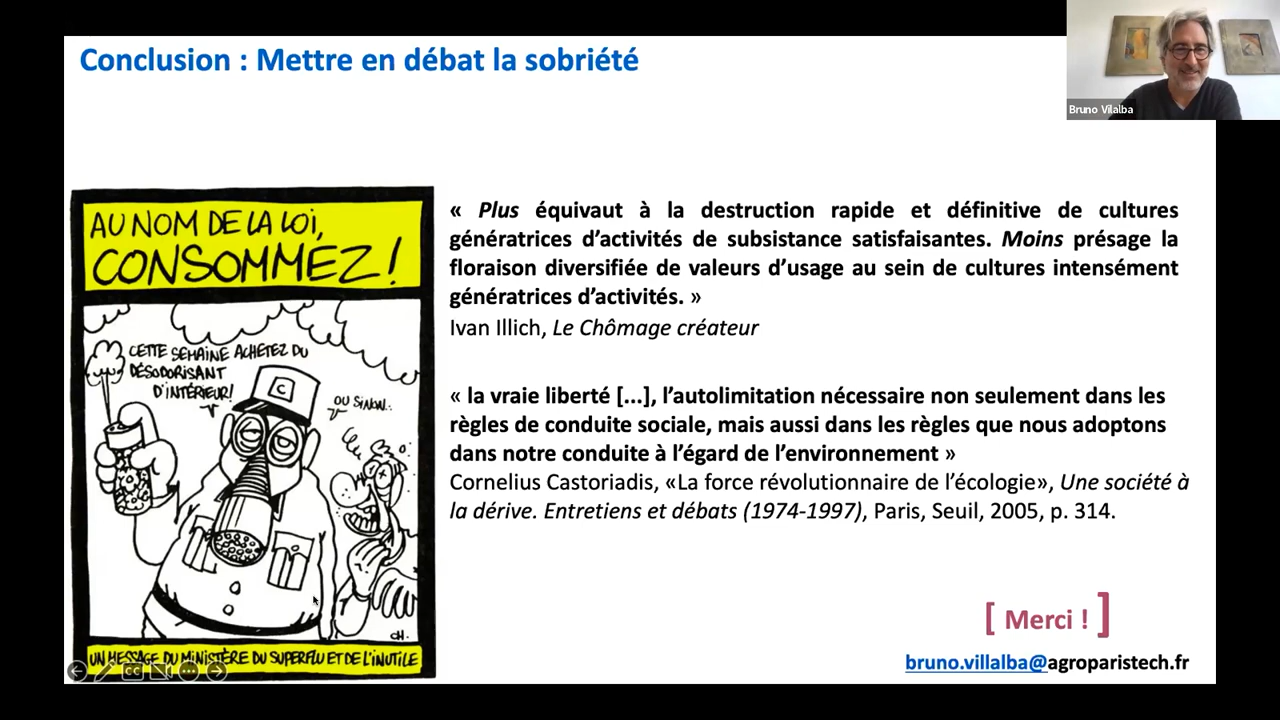 Conclusion : Mettre en débat la sobriété
Bruno Vilalba
AU NOM DE LA LOI,
CONSOMMEZ !
CETTE SEMAINE ACHETEZ DU
DÉSODORISANT
D'INTÉRIEUR !
OU SINON...
C
CH.
UN MESSAGE DU MINISTÈRE DU SUPERFLU ET DE L'INUTILE
« Plus équivaut à la destruction rapide et définitive de cultures
génératrices d'activités de subsistance satisfaisantes. Moins présage la
floraison diversifiée de valeurs d'usage au sein de cultures intensément
génératrices d'activités. »
Ivan Illich, Le Chômage créateur
« la vraie liberté [...], l'autolimitation nécessaire non seulement dans les
règles de conduite sociale, mais aussi dans les règles que nous adoptons
dans notre conduite à l'égard de l'environnement »
Cornelius Castoriadis, «La force révolutionnaire de l'écologie», Une société à
la dérive. Entretiens et débats (1974-1997), Paris, Seuil, 2005, p. 314.
[ Merci ! ]
bruno.villalba@agroparistech.fr
CC